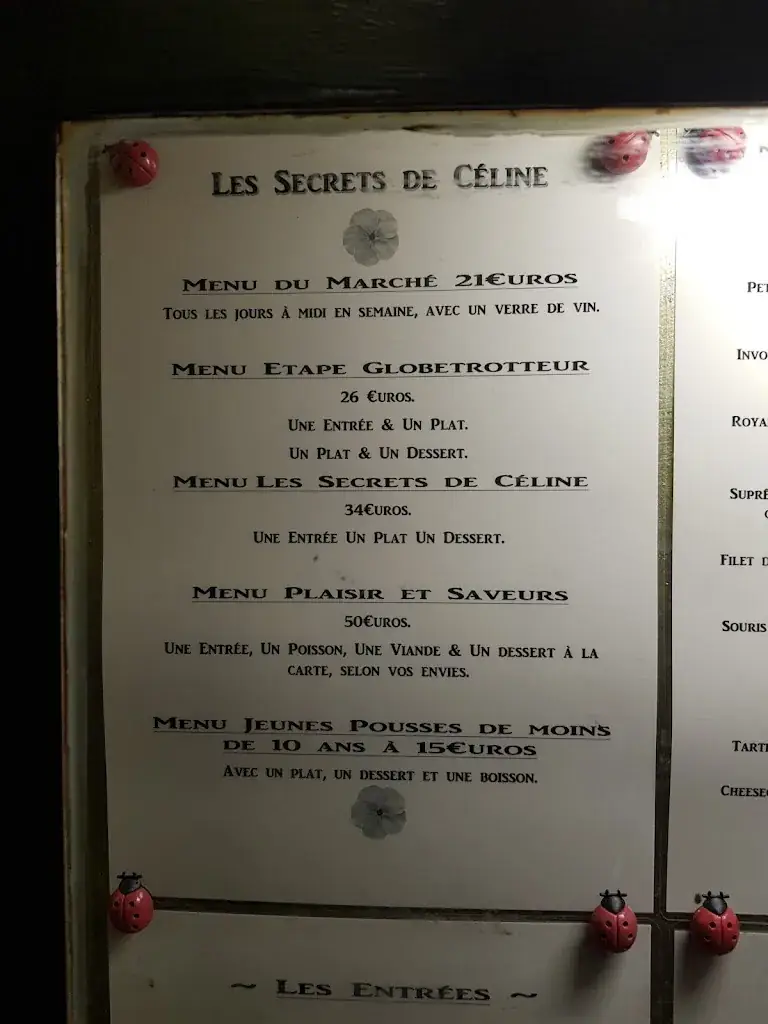 Les Secrets de Céline
Menu du Marché 21€uros
Tous les jours à midi en semaine, avec un verre de vin.
Menu Etape Globetrotteur
26 €uros.
Une Entrée & Un Plat.
Un Plat & Un Dessert.
Menu Les Secrets de Céline
34€uros.
Une Entrée Un Plat Un Dessert.
Menu Plaisir et Saveurs
50€uros.
Une Entrée, Un Poisson, Une Viande & Un dessert à la
carte, selon vos envies.
Menu Jeunes Pousses de moins
de 10 ans à 15€uros
Avec un plat, un dessert et une boisson.
~ Les Entrées ~
Filet
Souris